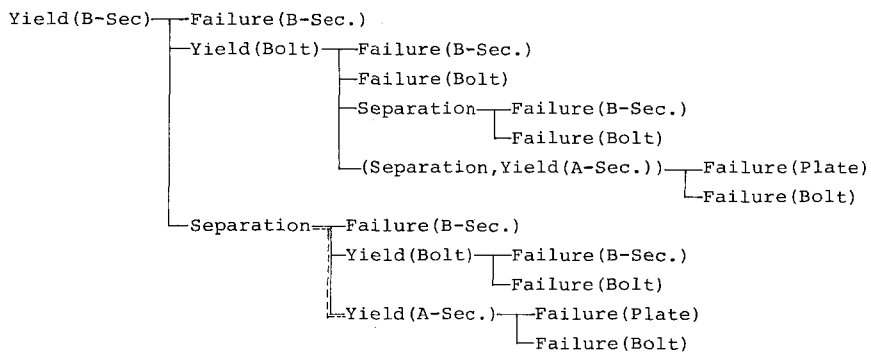 Yield(B-Sec) Failure(B-Sec.)
Yield(Bolt) Failure(B-Sec.)
Failure(Bolt)
Separation Failure(B-Sec.)
Failure(Bolt)
(Separation,Yield(A-Sec.)) Failure(Plate)
Failure(Bolt)
Separation Failure(B-Sec.)
Yield(Bolt) Failure(B-Sec.)
Failure(Bolt)
Yield(A-Sec.) Failure(Plate)
Failure(Bolt)